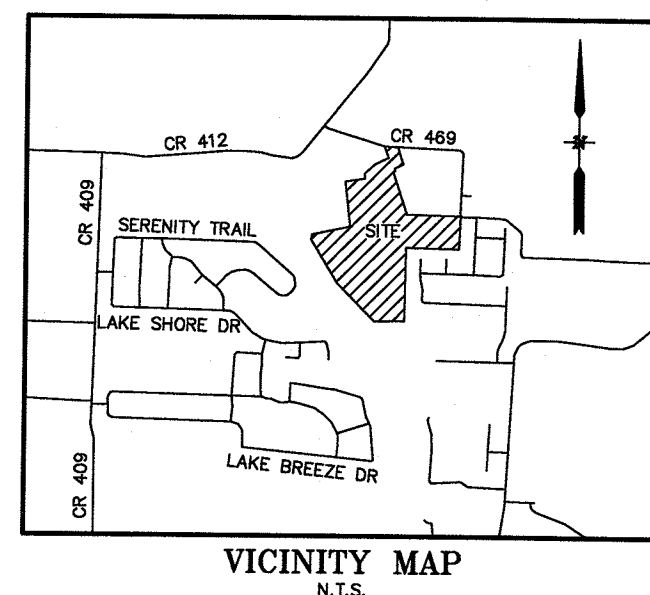 CR 469
CR 412
CR 409
SERENITY TRAIL
SITE
LAKE SHORE DR
LAKE BREEZE DR
CR 409
N
VICINITY MAP
N.T.S.